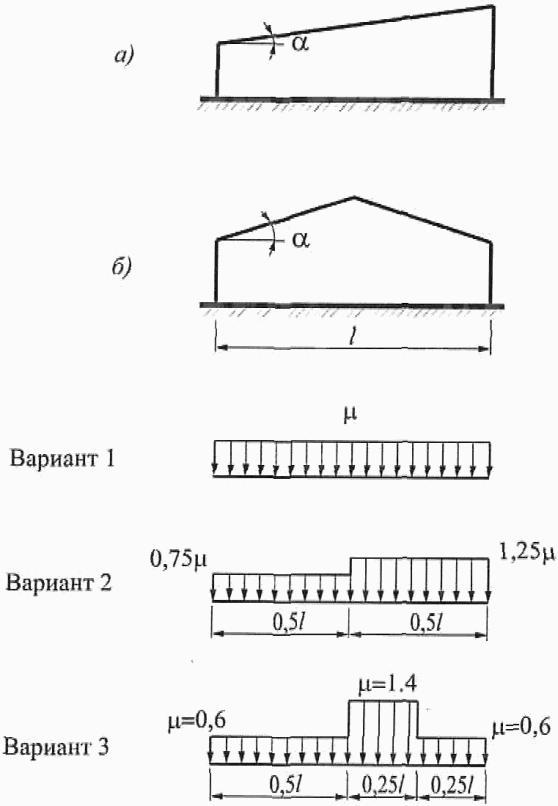 а)
α
б)
α
l
μ
Вариант 1
0,75μ
1,25μ
Вариант 2
0,5l 0,5l
μ=1.4
μ=0,6
μ=0,6
Вариант 3
0,5l 0,25l 0,25l